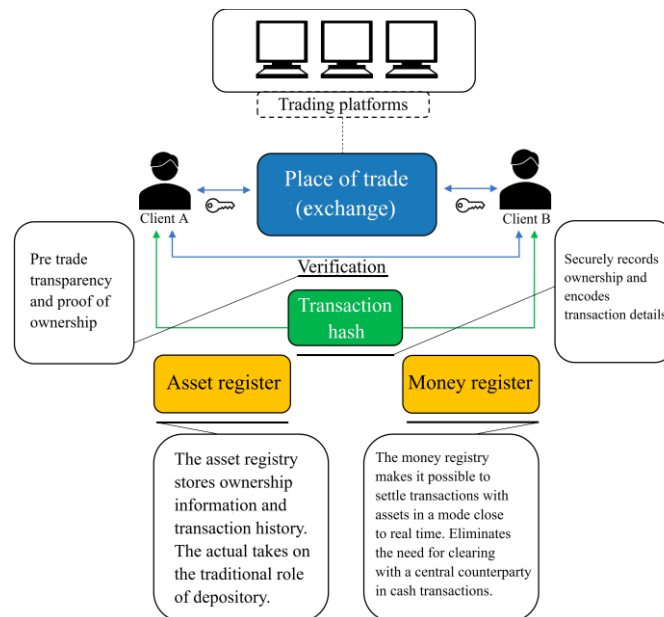 Trading platforms
Place of trade
(exchange)
Client A
Client B
Pre trade
transparency
and proof of
ownership
Verification
Securely records
ownership and
encodes
transaction details
Transaction
hash
Asset register
Money register
The asset registry
stores ownership
information and
transaction history.
The actual takes on
the traditional role
of depository.
The money registry
makes it possible to
settle transactions with
assets in a mode close
to real time. Eliminates
the need for clearing
with a central counterparty
in cash transactions.